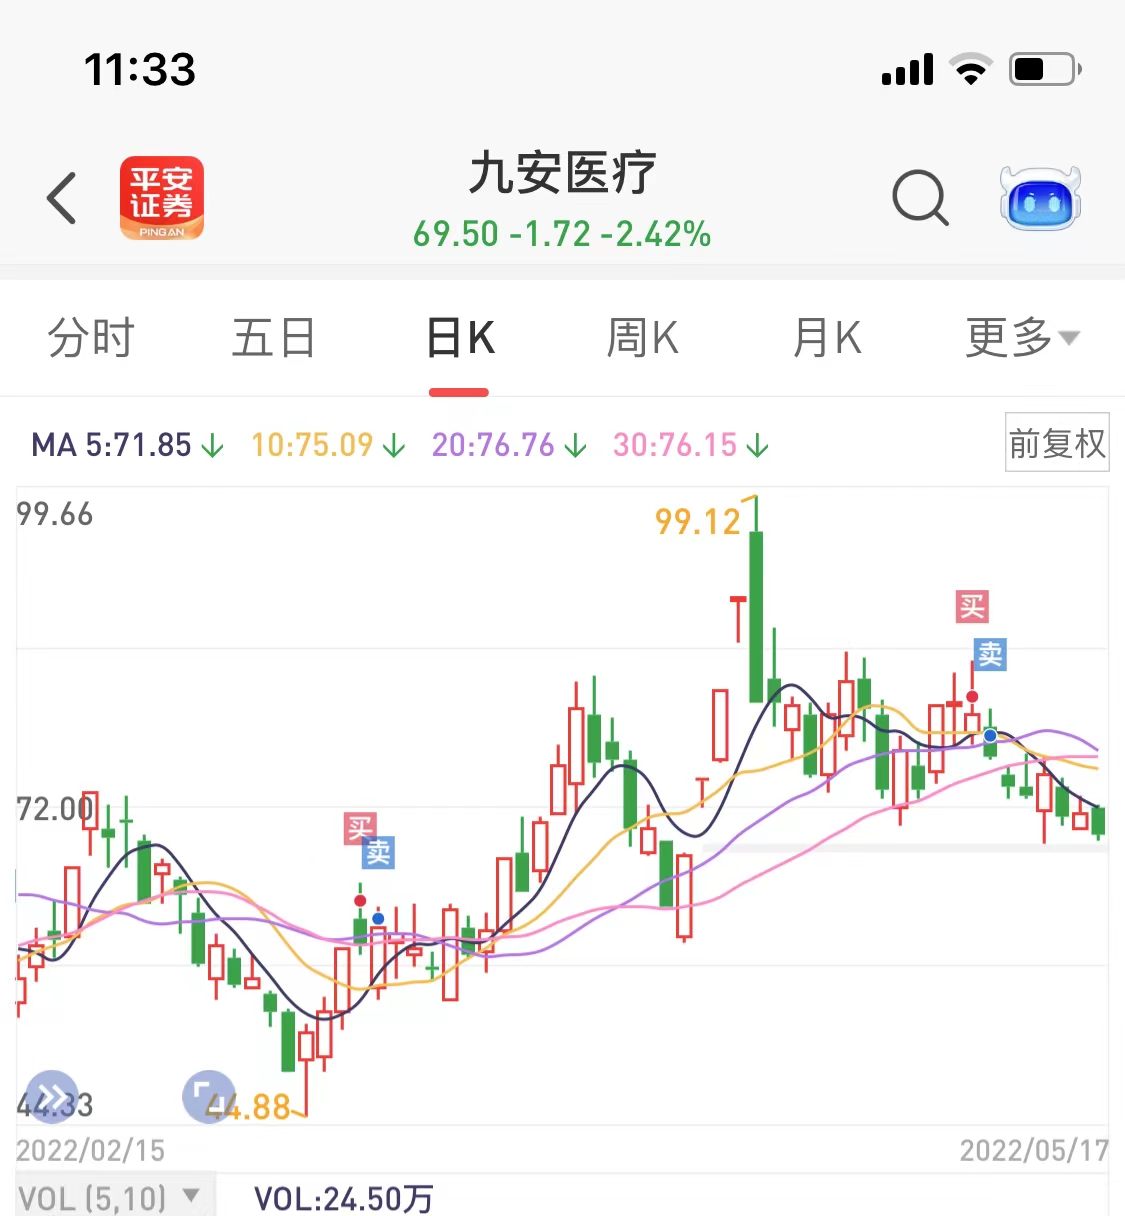 11:33
平安
证券
PING AN
九安医疗
69.50 -1.72 -2.42%
分时 五日 日K 周K 月K 更多
MA 5:71.85↓ 10:75.09↓ 20:76.76↓ 30:76.15↓ 前复权
99.66
99.12
买
卖
72.00
买
卖
44.33
44.88
2022/02/15 2022/05/17
VOL (5,10) VOL:24.50万